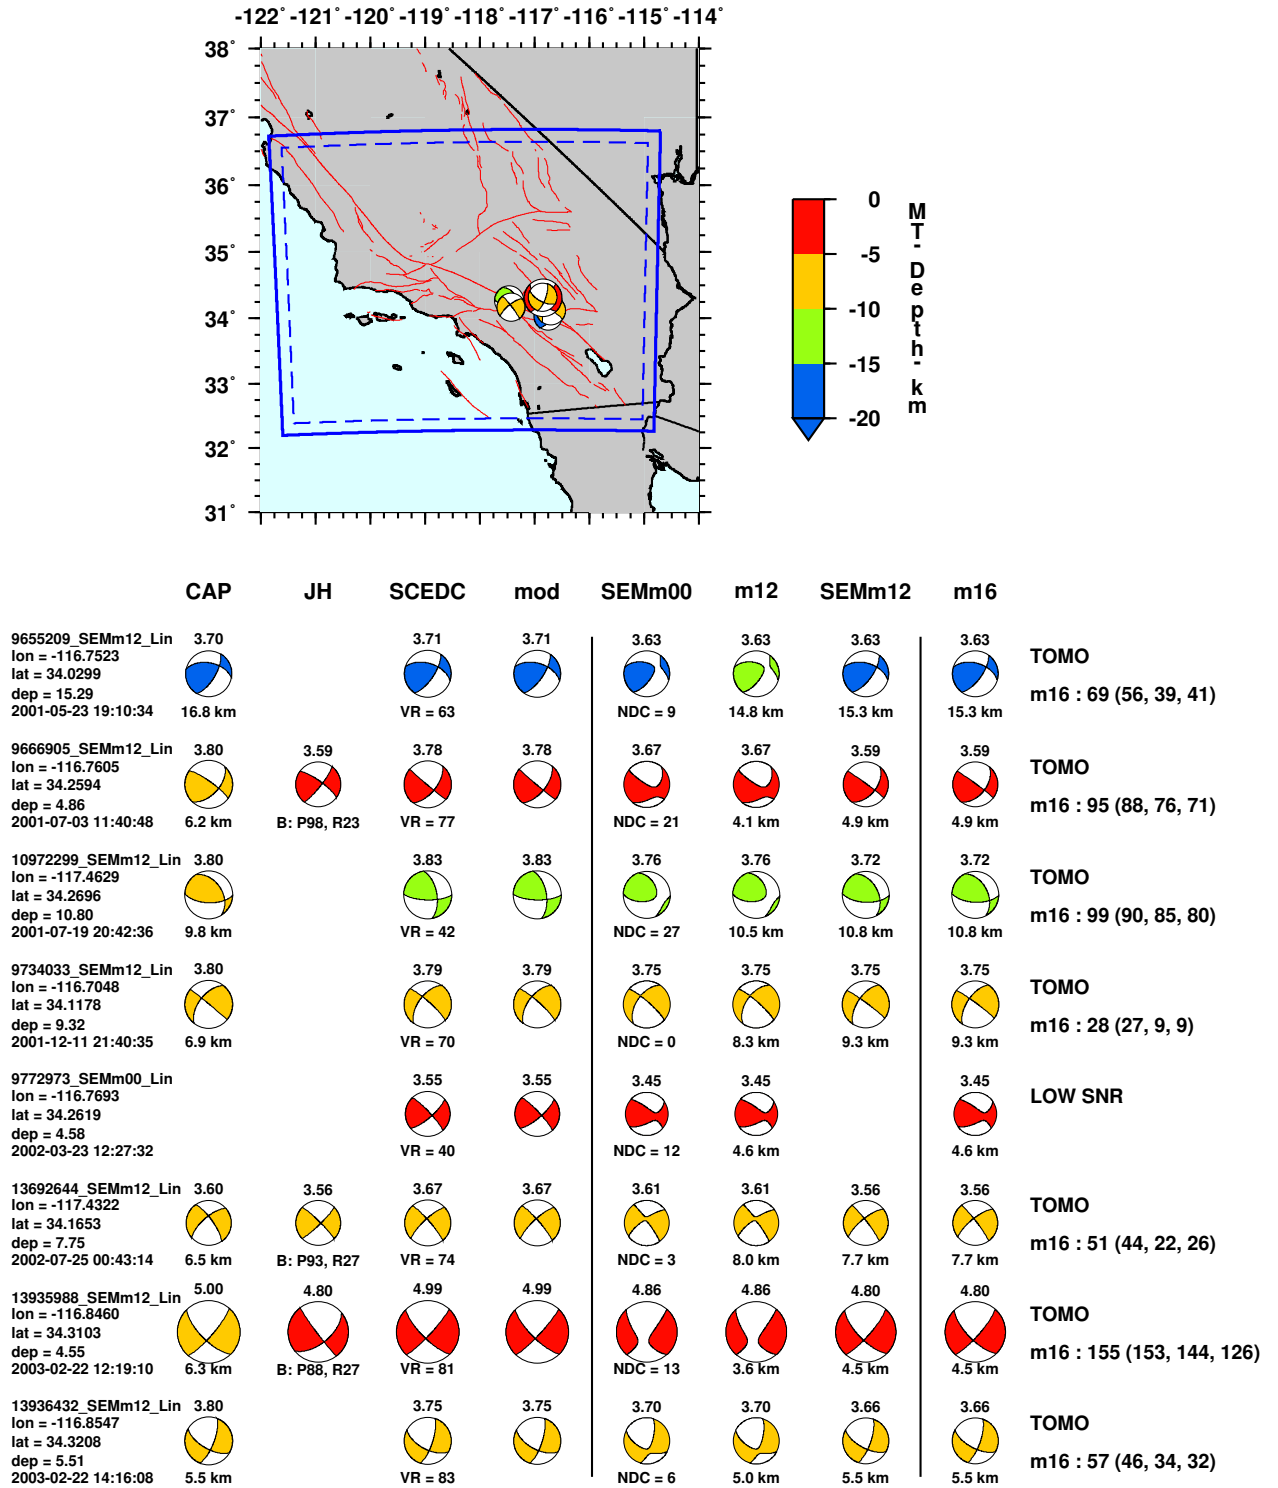 -122° -121° -120° -119° -118° -117° -116° -115° -114°
38°
37°
36°
35°
34°
33°
32°
31°
0
-5
-10
-15
-20
MT-Depth-km
CAP JH SCEDC mod SEMm00 m12 SEMm12 m16
9655209_SEMm12_Lin 3.70 3.71 3.71 3.63 3.63 3.63 3.63
lon = -116.7523
lat = 34.0299
dep = 15.29
2001-05-23 19:10:34 16.8 km VR = 63 NDC = 9 14.8 km 15.3 km 15.3 km
TOMO
m16 : 69 (56, 39, 41)
9666905_SEMm12_Lin 3.80 3.59 3.78 3.78 3.67 3.67 3.59 3.59
lon = -116.7605
lat = 34.2594
dep = 4.86
2001-07-03 11:40:48 6.2 km B: P98, R23 VR = 77 NDC = 21 4.1 km 4.9 km 4.9 km
TOMO
m16 : 95 (88, 76, 71)
10972299_SEMm12_Lin 3.80 3.83 3.83 3.76 3.76 3.72 3.72
lon = -117.4629
lat = 34.2696
dep = 10.80
2001-07-19 20:42:36 9.8 km VR = 42 NDC = 27 10.5 km 10.8 km 10.8 km
TOMO
m16 : 99 (90, 85, 80)
9734033_SEMm12_Lin 3.80 3.79 3.79 3.75 3.75 3.75 3.75
lon = -116.7048
lat = 34.1178
dep = 9.32
2001-12-11 21:40:35 6.9 km VR = 70 NDC = 0 8.3 km 9.3 km 9.3 km
TOMO
m16 : 28 (27, 9, 9)
9772973_SEMm00_Lin 3.55 3.55 3.45 3.45 3.45
lon = -116.7693
lat = 34.2619
dep = 4.58
2002-03-23 12:27:32 VR = 40 NDC = 12 4.6 km 4.6 km
LOW SNR
13692644_SEMm12_Lin 3.60 3.56 3.67 3.67 3.61 3.61 3.56 3.56
lon = -117.4322
lat = 34.1653
dep = 7.75
2002-07-25 00:43:14 6.5 km B: P93, R27 VR = 74 NDC = 3 8.0 km 7.7 km 7.7 km
TOMO
m16 : 51 (44, 22, 26)
13935988_SEMm12_Lin 5.00 4.80 4.99 4.99 4.86 4.86 4.80 4.80
lon = -116.8460
lat = 34.3103
dep = 4.55
2003-02-22 12:19:10 6.3 km B: P88, R27 VR = 81 NDC = 13 3.6 km 4.5 km 4.5 km
TOMO
m16 : 155 (153, 144, 126)
13936432_SEMm12_Lin 3.80 3.75 3.75 3.70 3.70 3.66 3.66
lon = -116.8547
lat = 34.3208
dep = 5.51
2003-02-22 14:16:08 5.5 km VR = 83 NDC = 6 5.0 km 5.5 km 5.5 km
TOMO
m16 : 57 (46, 34, 32)